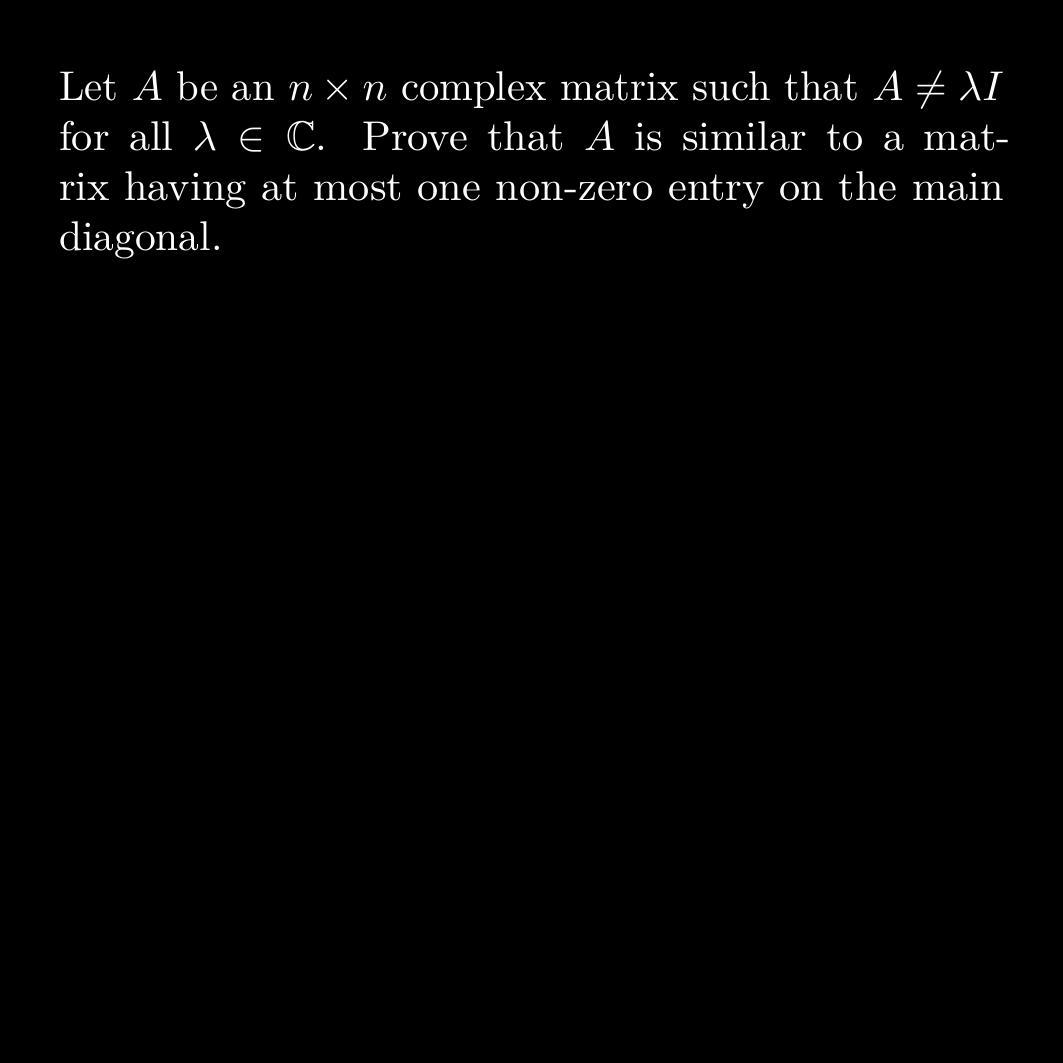 Let A be an n × n complex matrix such that A ≠ λI
for all λ ∈ ℂ. Prove that A is similar to a mat-
rix having at most one non-zero entry on the main
diagonal.